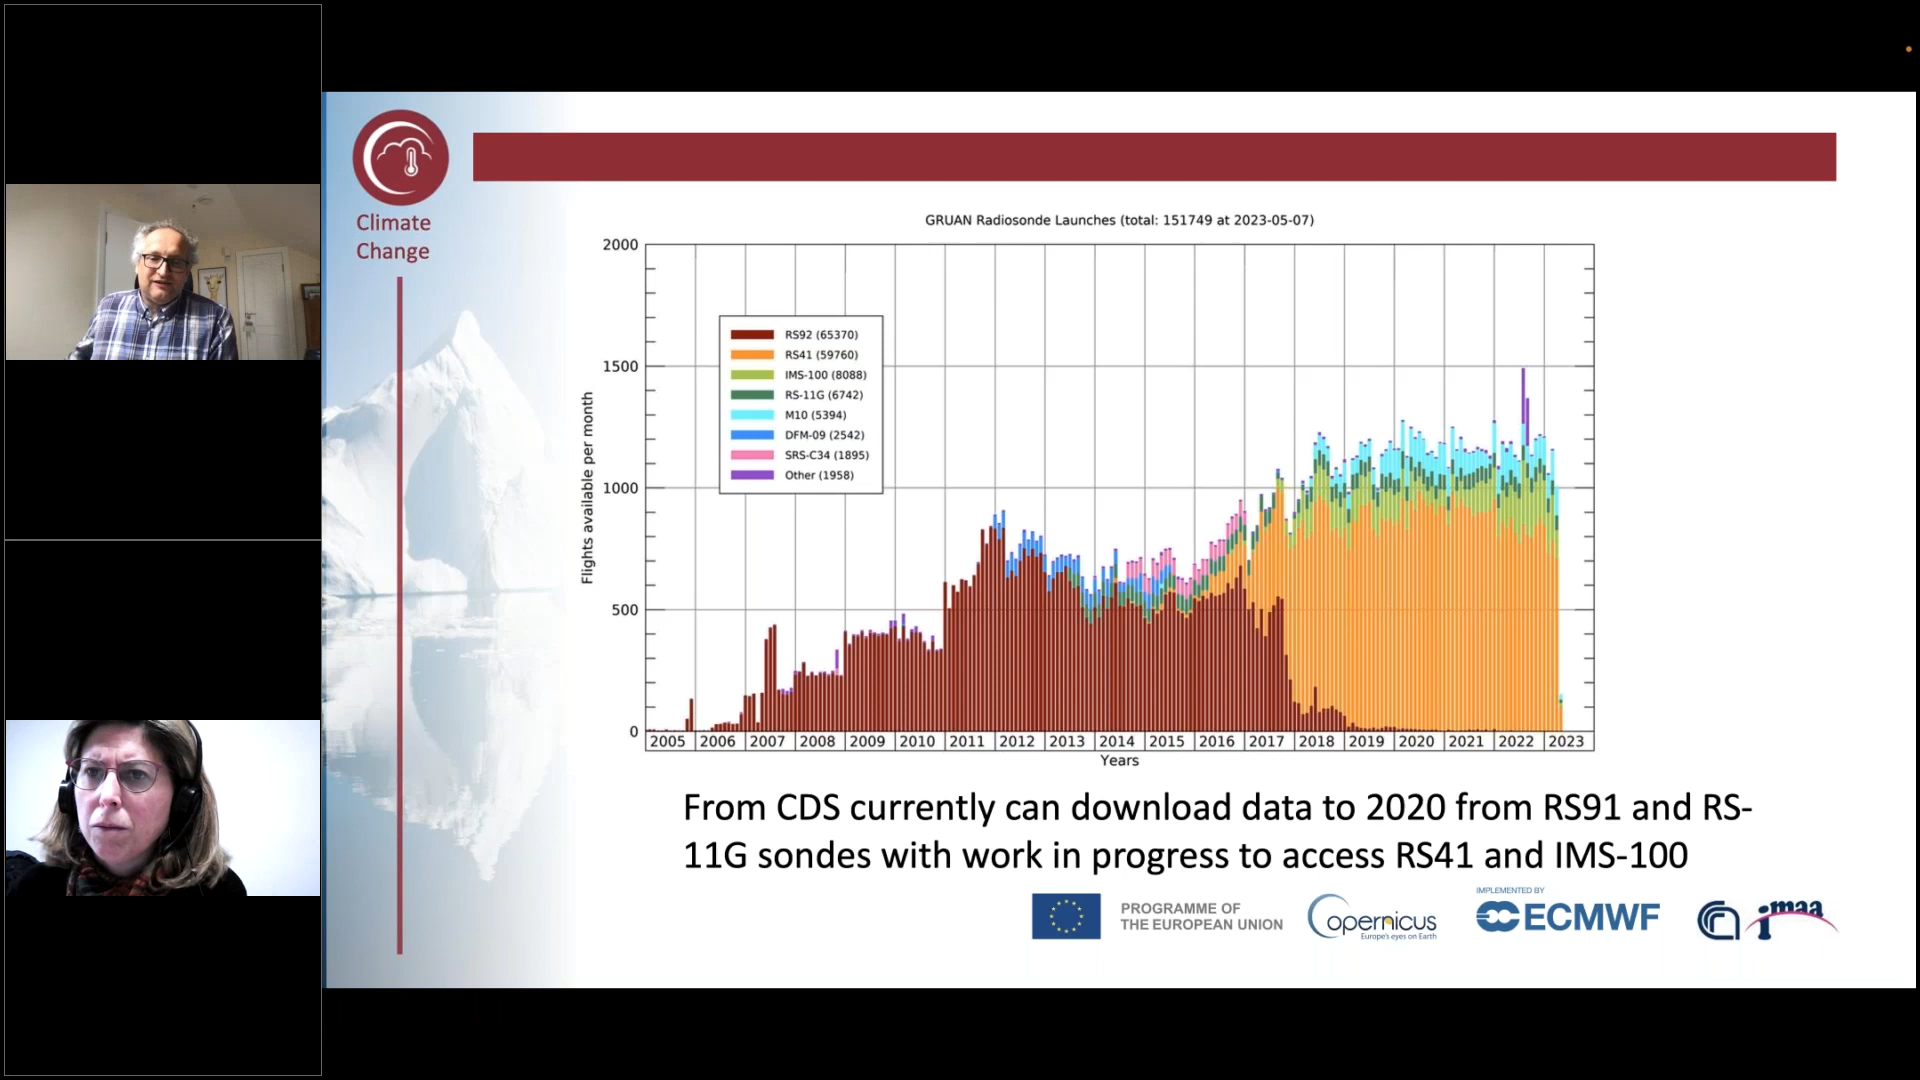 Climate
Change
GRUAN Radiosonde Launches (total: 151749 at 2023-05-07)
Flights available per month
2000
1500
1000
500
0
RS92 (65370)
RS41 (59760)
IMS-100 (8088)
RS-11G (6742)
M10 (5394)
DFM-09 (2542)
SRS-C34 (1895)
Other (1958)
2005 2006 2007 2008 2009 2010 2011 2012 2013 2014 2015 2016 2017 2018 2019 2020 2021 2022 2023
Years
From CDS currently can download data to 2020 from RS91 and RS-
11G sondes with work in progress to access RS41 and IMS-100
PROGRAMME OF
THE EUROPEAN UNION
opernicus
Europe's eyes on Earth
IMPLEMENTED BY
ECMWF
imaa